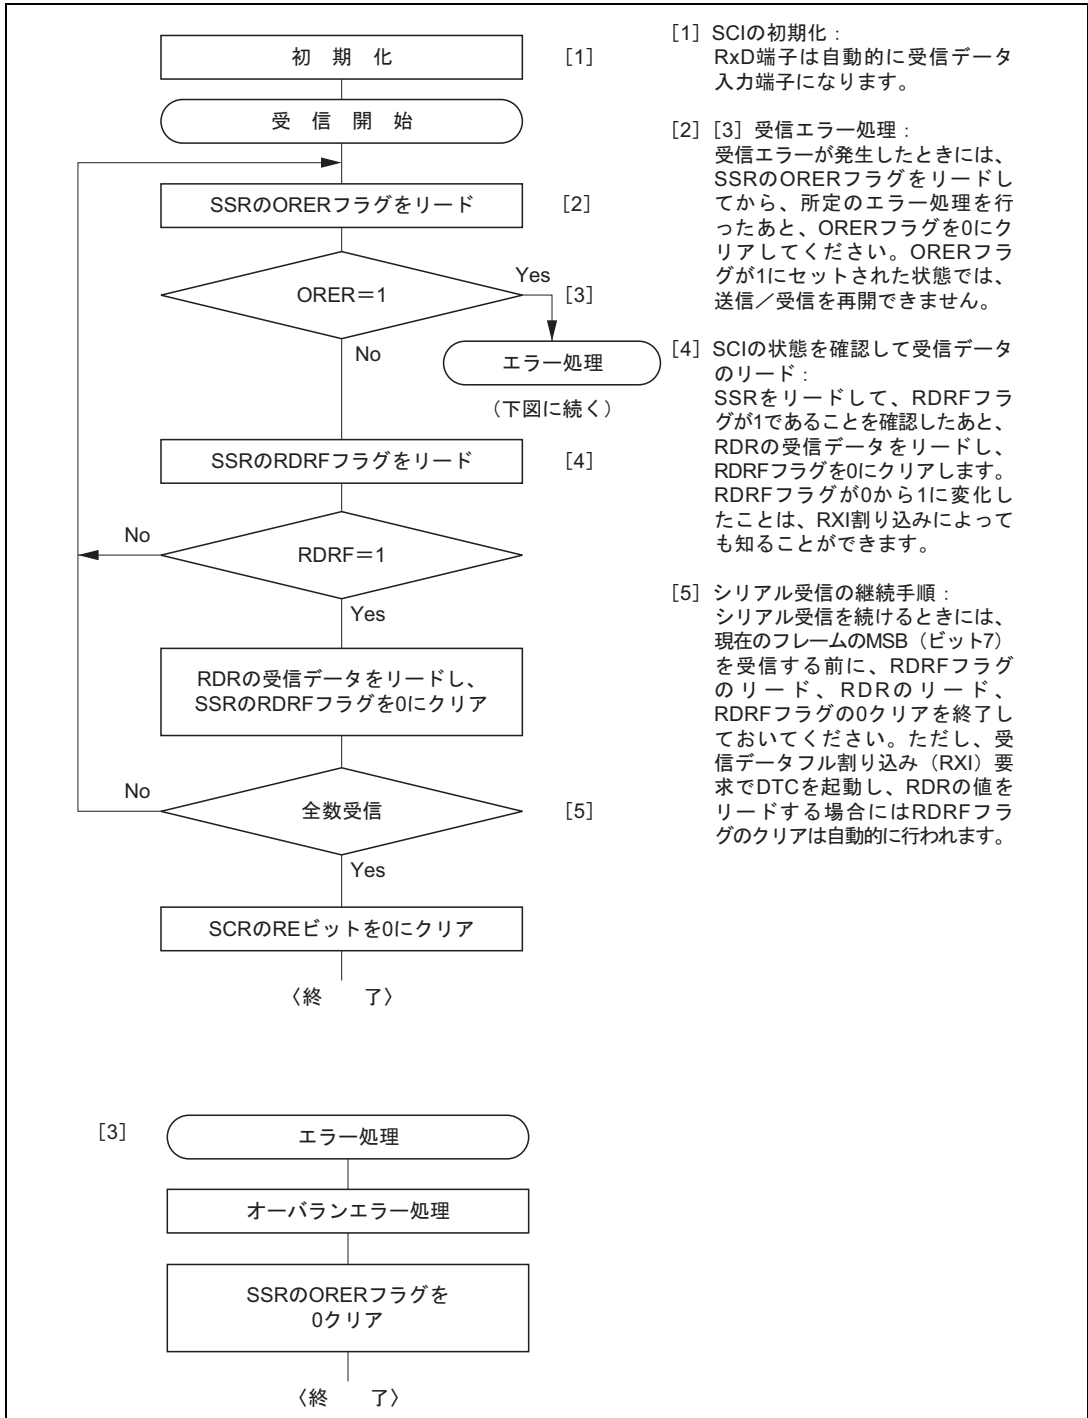 初 期 化
[1]
受 信 開 始
SSRのORERフラグをリード
[2]
ORER＝1
Yes
[3]
No
エラー処理
（下図に続く）
SSRのRDRFフラグをリード
[4]
No
RDRF＝1
Yes
RDRの受信データをリードし、
SSRのRDRFフラグを0にクリア
No
全数受信
[5]
Yes
SCRのREビットを0にクリア
〈終 了〉
[1] SCIの初期化：
RxD端子は自動的に受信データ
入力端子になります。
[2] [3] 受信エラー処理：
受信エラーが発生したときには、
SSRのORERフラグをリードし
てから、所定のエラー処理を行
ったあと、ORERフラグを0にク
リアしてください。ORERフラ
グが1にセットされた状態では、
送信／受信を再開できません。
[4] SCIの状態を確認して受信データ
のリード：
SSRをリードして、RDRFフラ
グが1であることを確認したあと、
RDRの受信データをリードし、
RDRFフラグを0にクリアします。
RDRFフラグが0から1に変化し
たことは、RXI割り込みによって
も知ることができます。
[5] シリアル受信の継続手順：
シリアル受信を続けるときには、
現在のフレームのMSB（ビット7）
を受信する前に、RDRFフラグ
のリード、RDRのリード、
RDRFフラグの0クリアを終了し
ておいてください。ただし、受
信データフル割り込み（RXI）要
求でDTCを起動し、RDRの値を
リードする場合にはRDRFフラ
グのクリアは自動的に行われます。
[3]
エラー処理
オーバランエラー処理
SSRのORERフラグを
0クリア
〈終 了〉